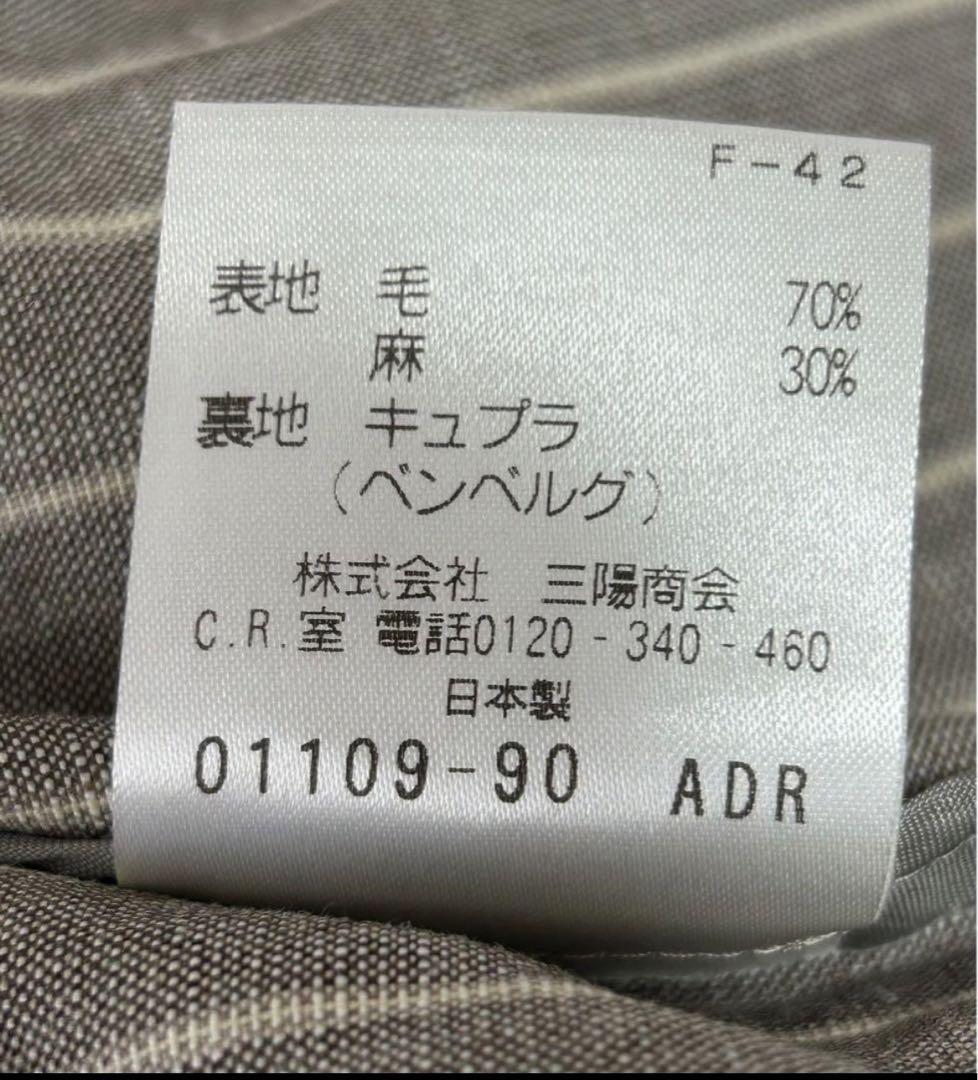 F-42
表地 毛 70%
麻 30%
裏地 キュプラ
(ベンベルグ)
株式会社 三陽商会
C.R.室 電話0120-340-460
日本製
01109-90 ADR